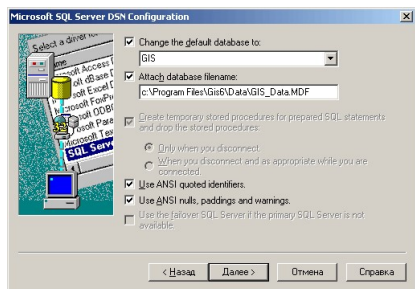 Microsoft SQL Server DSN Configuration
Select a driver
Change the default database to:
GIS
Attach database filename:
c:\Program Files\Gis6\Data\GIS_Data.MDF
Create temporary stored procedures for prepared SQL statements
and drop the stored procedures:
Only when you disconnect.
When you disconnect and as appropriate while you are
connected.
Use ANSI quoted identifiers.
Use ANSI nulls, paddings and warnings.
Use the failover SQL Server if the primary SQL Server is not
available.
< Назад
Далее >
Отмена
Справка